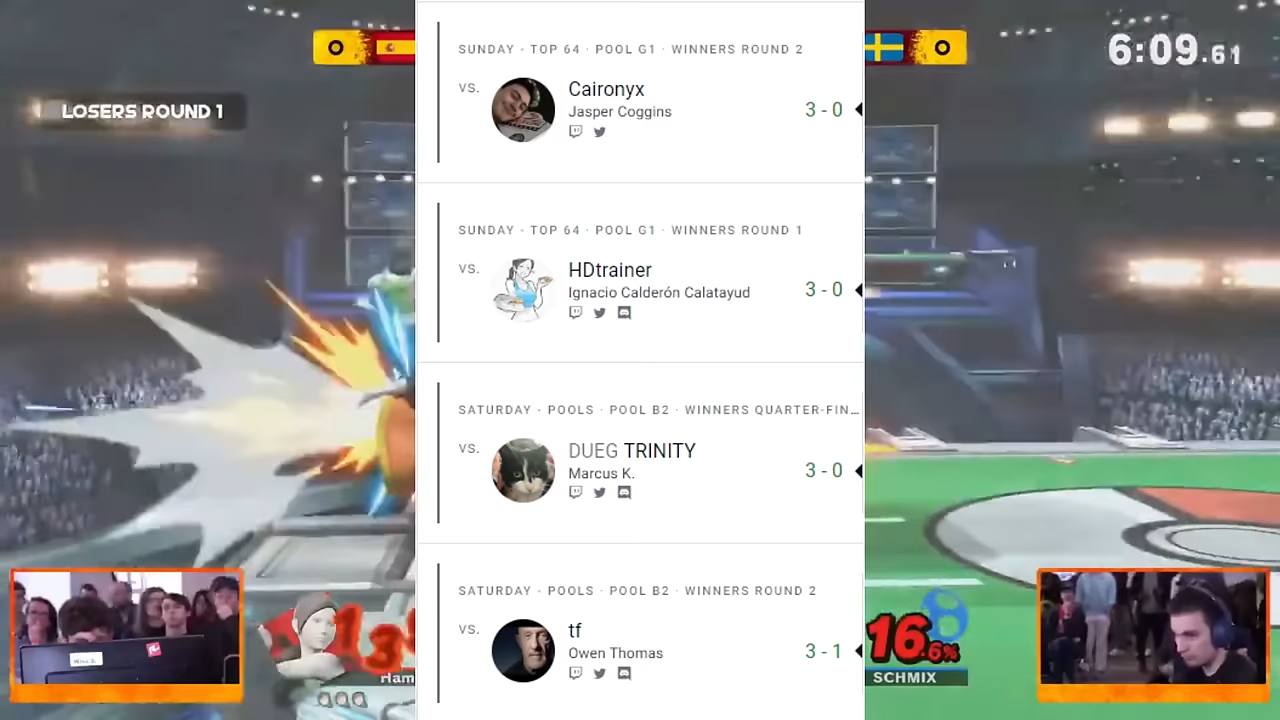 6:09.61
LOSERS ROUND 1
SUNDAY · TOP 64 · POOL G1 · WINNERS ROUND 2
VS.
Caironyx
Jasper Coggins
3 - 0
SUNDAY · TOP 64 · POOL G1 · WINNERS ROUND 1
VS.
HDtrainer
Ignacio Calderón Calatayud
3 - 0
SATURDAY · POOLS · POOL B2 · WINNERS QUARTER-FIN…
VS.
DUEG TRINITY
Marcus K.
3 - 0
SATURDAY · POOLS · POOL B2 · WINNERS ROUND 2
VS.
tf
Owen Thomas
3 - 1
13
Ham
16.6%
SCHMIX